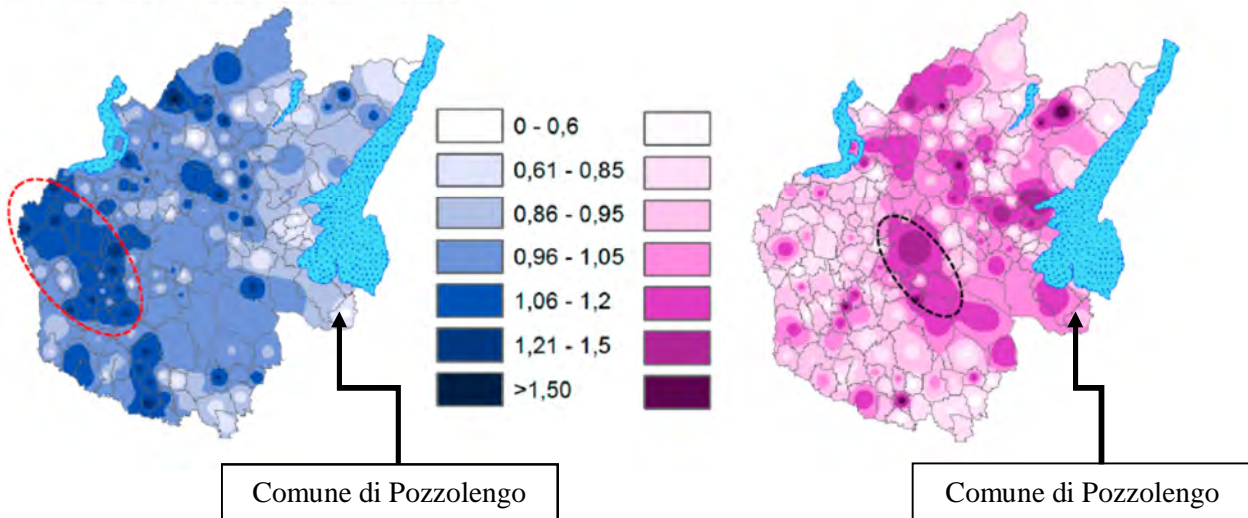 0 - 0,6
0,61 - 0,85
0,86 - 0,95
0,96 - 1,05
1,06 - 1,2
1,21 - 1,5
>1,50
Comune di Pozzolengo
Comune di Pozzolengo